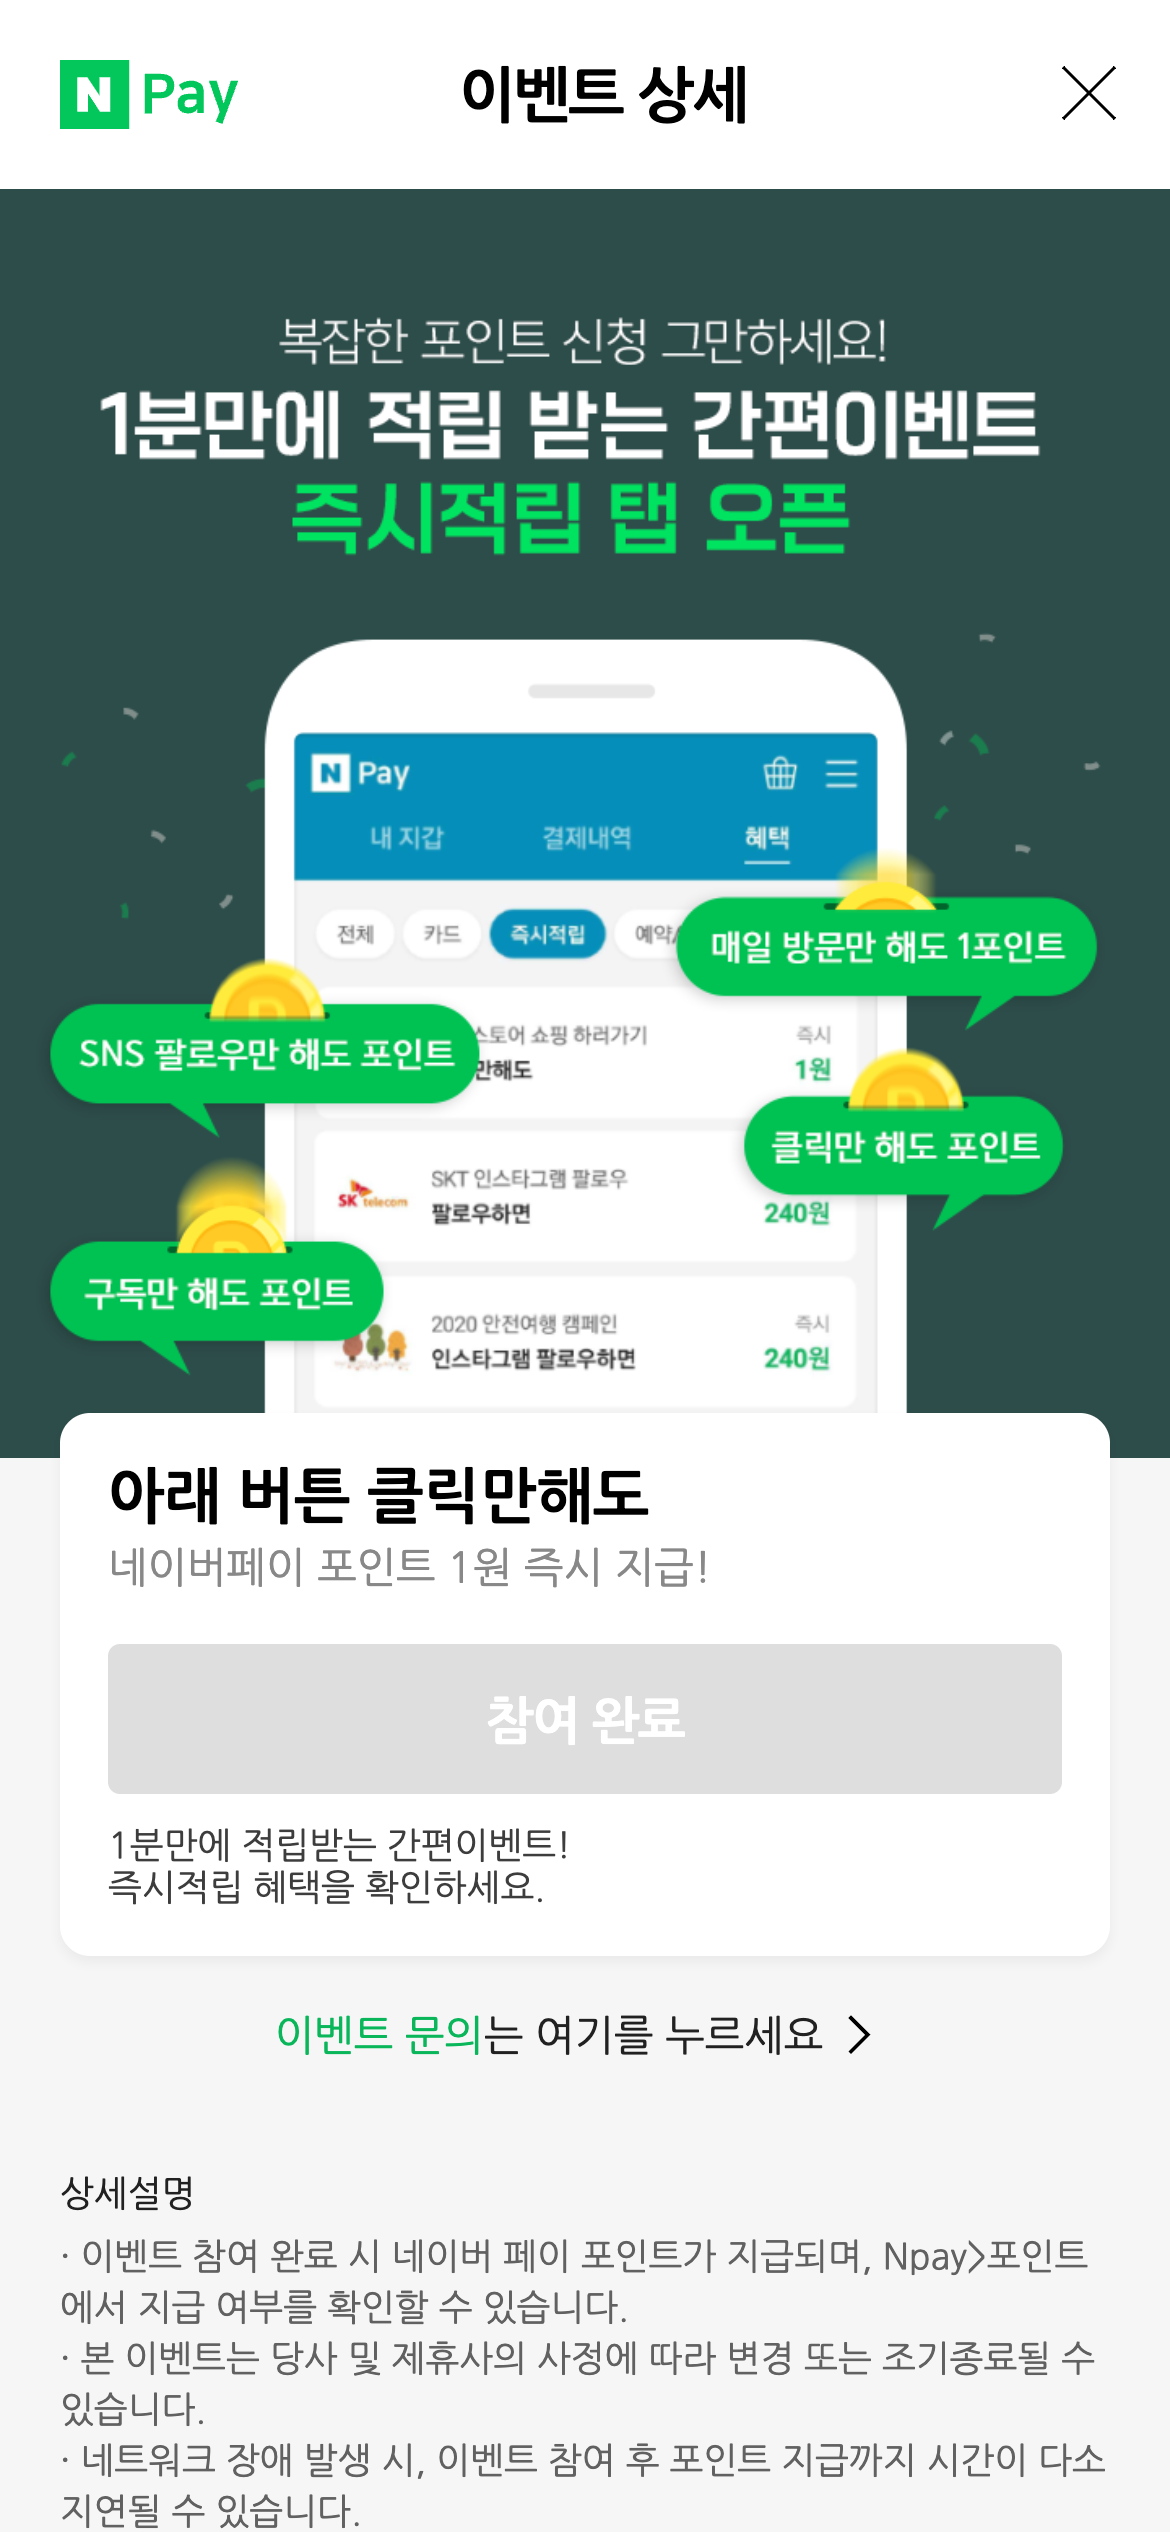 N Pay
이벤트 상세
복잡한 포인트 신청 그만하세요!
1분만에 적립 받는 간편이벤트
즉시적립 탭 오픈
N Pay
내 지갑 결제내역 혜택
전체 카드 즉시적립 예약
매일 방문만 해도 1포인트
SNS 팔로우만 해도 포인트
스토어 쇼핑 하러가기 즉시
만해도 1원
클릭만 해도 포인트
SK telecom
SKT 인스타그램 팔로우
팔로우하면 240원
구독만 해도 포인트
2020 안전여행 캠페인 즉시
인스타그램 팔로우하면 240원
아래 버튼 클릭만해도
네이버페이 포인트 1원 즉시 지급!
참여 완료
1분만에 적립받는 간편이벤트!
즉시적립 혜택을 확인하세요.
이벤트 문의는 여기를 누르세요
상세설명
· 이벤트 참여 완료 시 네이버 페이 포인트가 지급되며, Npay>포인트
에서 지급 여부를 확인할 수 있습니다.
· 본 이벤트는 당사 및 제휴사의 사정에 따라 변경 또는 조기종료될 수
있습니다.
· 네트워크 장애 발생 시, 이벤트 참여 후 포인트 지급까지 시간이 다소
지연될 수 있습니다.